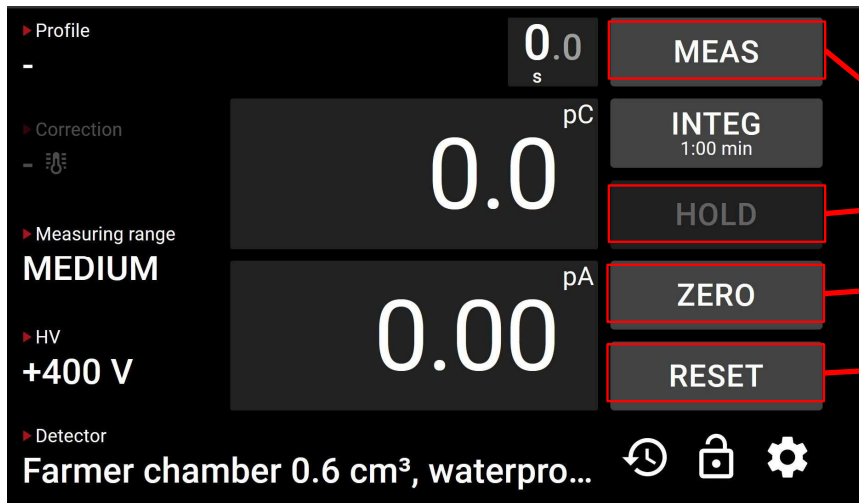 Profile
-
0.0
s
MEAS
Correction
-
pC
0.0
INTEG
1:00 min
HOLD
Measuring range
MEDIUM
pA
0.00
ZERO
HV
+400 V
RESET
Detector
Farmer chamber 0.6 cm³, waterpro...